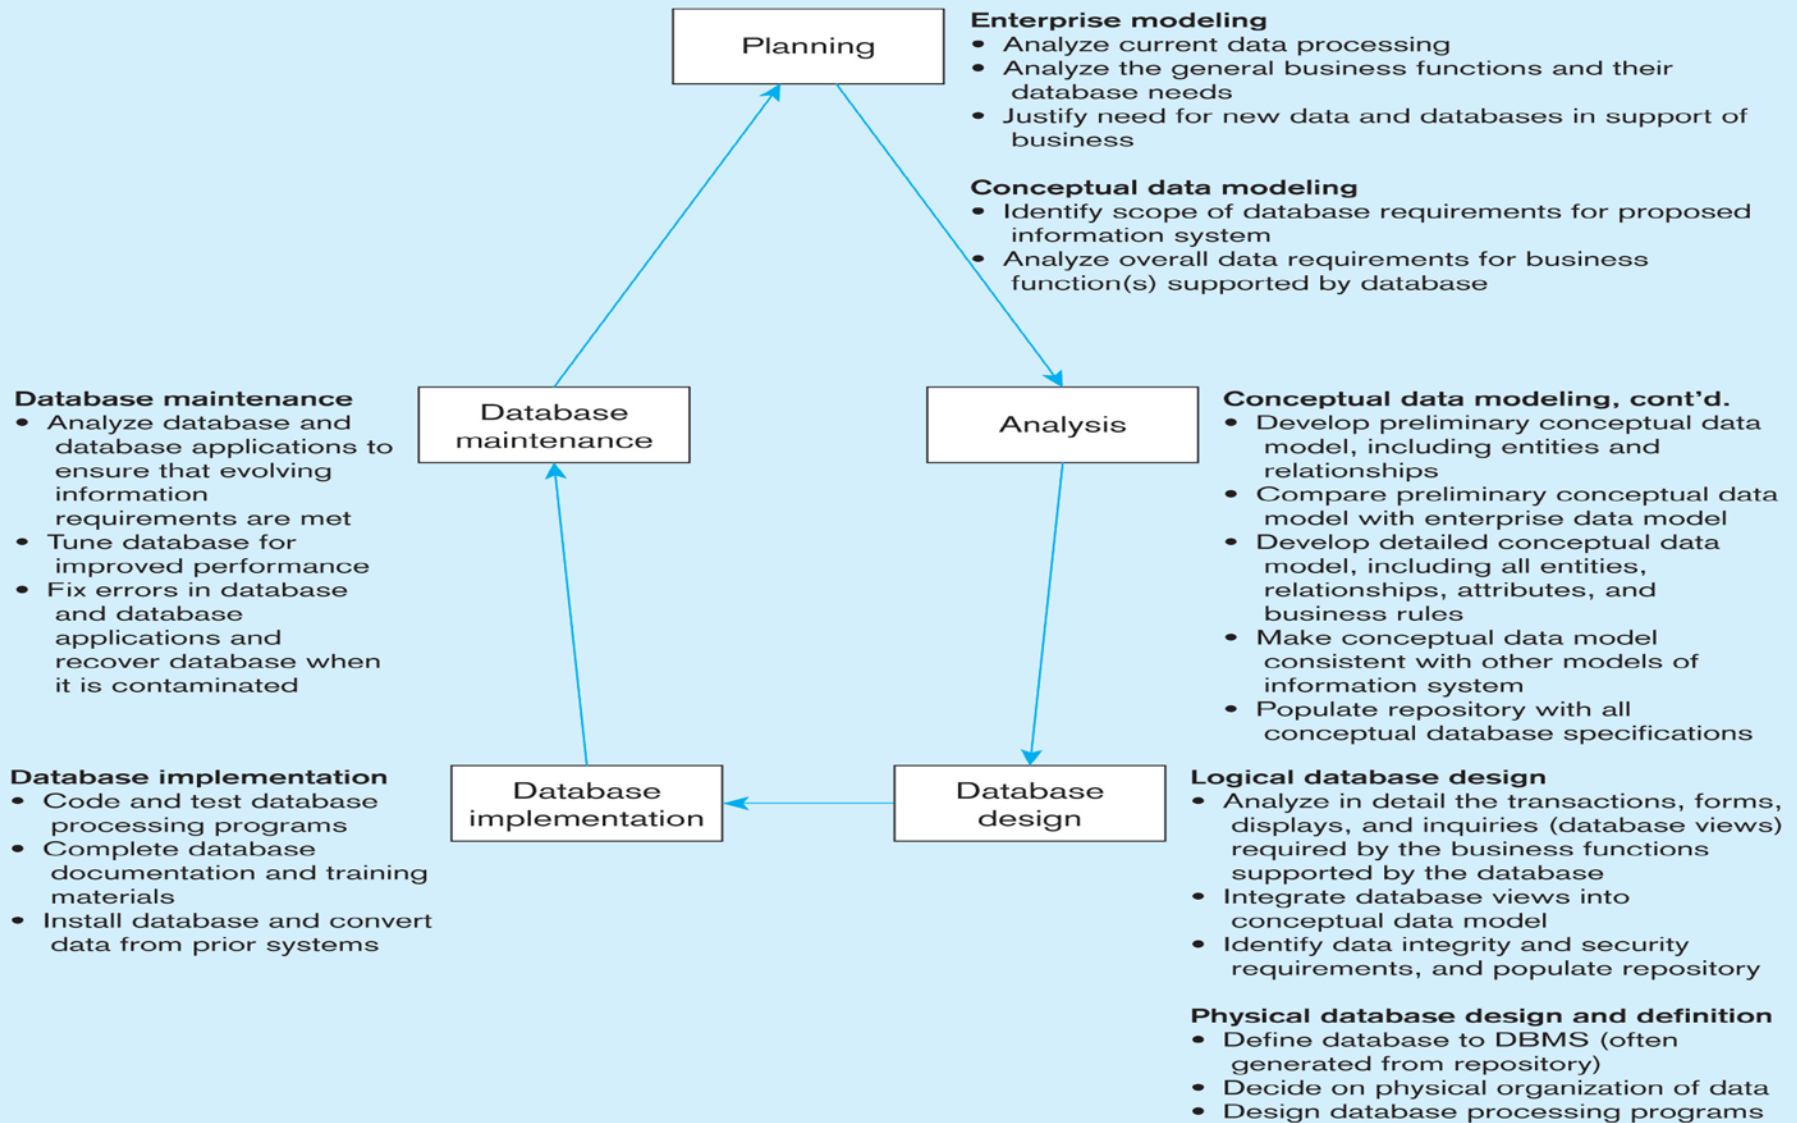 Planning
Enterprise modeling
• Analyze current data processing
• Analyze the general business functions and their
database needs
• Justify need for new data and databases in support of
business
Conceptual data modeling
• Identify scope of database requirements for proposed
information system
• Analyze overall data requirements for business
function(s) supported by database
Analysis
Conceptual data modeling, cont’d.
• Develop preliminary conceptual data
model, including entities and
relationships
• Compare preliminary conceptual data
model with enterprise data model
• Develop detailed conceptual data
model, including all entities,
relationships, attributes, and
business rules
• Make conceptual data model
consistent with other models of
information system
• Populate repository with all
conceptual database specifications
Database
design
Logical database design
• Analyze in detail the transactions, forms,
displays, and inquiries (database views)
required by the business functions
supported by the database
• Integrate database views into
conceptual data model
• Identify data integrity and security
requirements, and populate repository
Physical database design and definition
• Define database to DBMS (often
generated from repository)
• Decide on physical organization of data
• Design database processing programs
Database
implementation
Database implementation
• Code and test database
processing programs
• Complete database
documentation and training
materials
• Install database and convert
data from prior systems
Database
maintenance
Database maintenance
• Analyze database and
database applications to
ensure that evolving
information
requirements are met
• Tune database for
improved performance
• Fix errors in database
and database
applications and
recover database when
it is contaminated